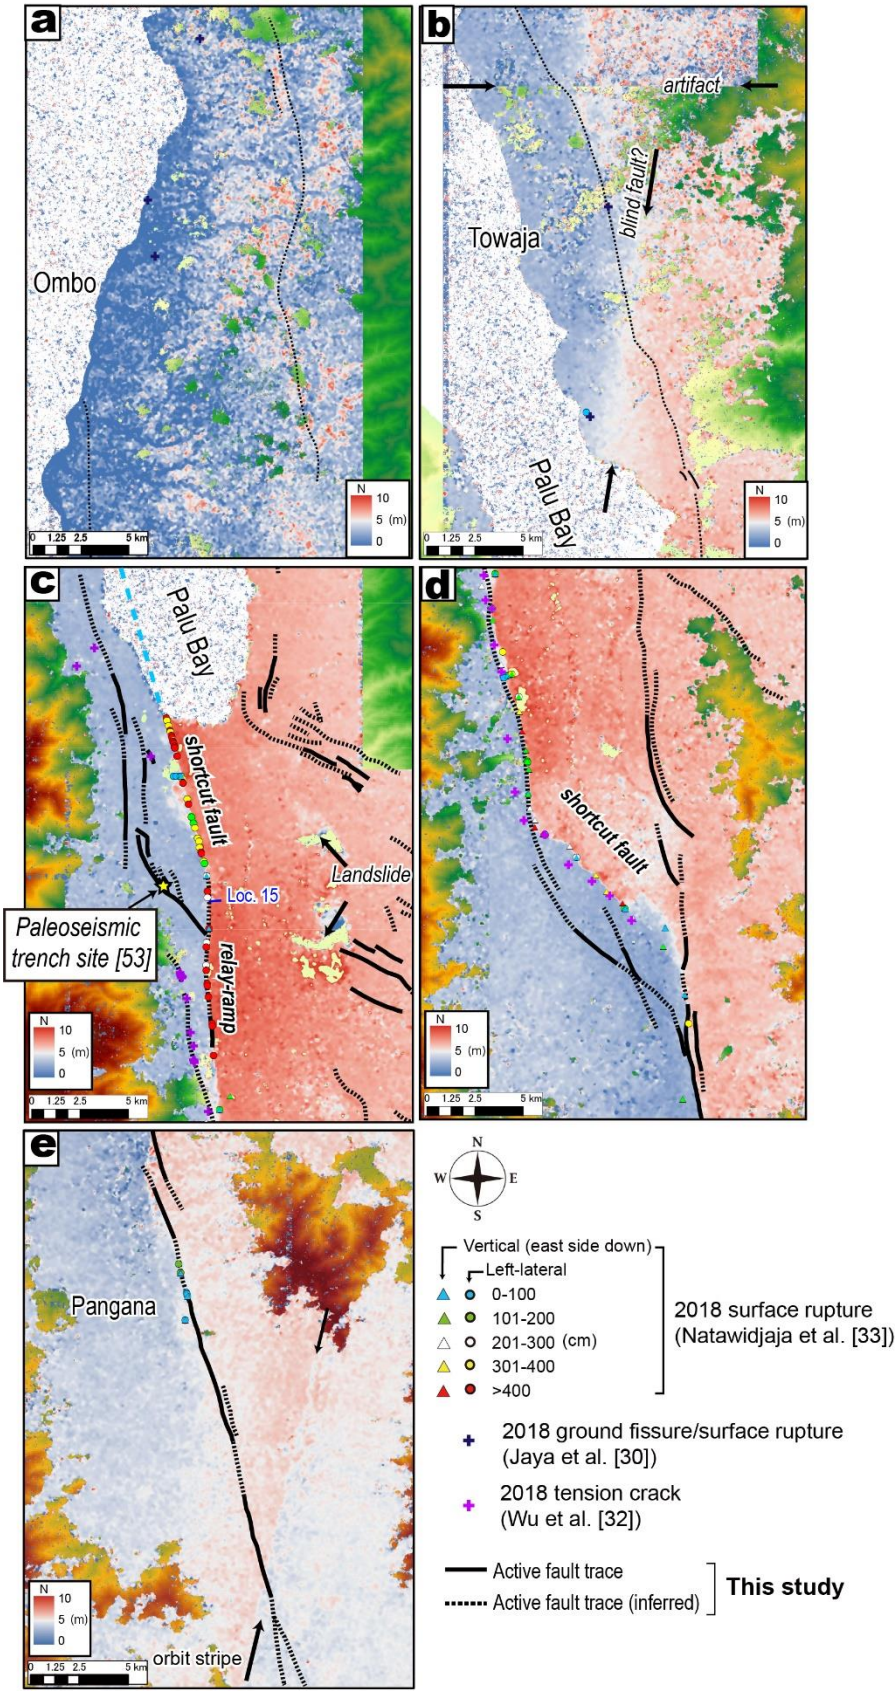 a
Ombo
N
10
5 (m)
0
0 1.25 2.5 5 km
b
artifact
blind fault?
Towaja
Palu Bay
N
10
5 (m)
0
0 1.25 2.5 5 km
c
Palu Bay
shortcut fault
Landslide
Loc. 15
Paleoseismic
trench site [53]
relay-ramp
N
10
5 (m)
0
0 1.25 2.5 5 km
d
shortcut fault
N
10
5 (m)
0
0 1.25 2.5 5 km
e
Pangana
orbit stripe
N
10
5 (m)
0
0 1.25 2.5 5 km
N
W E
S
Vertical (east side down)
Left-lateral
0-100
101-200
201-300 (cm)
301-400
>400
2018 surface rupture
(Natawidjaja et al. [33])
2018 ground fissure/surface rupture
(Jaya et al. [30])
2018 tension crack
(Wu et al. [32])
Active fault trace
Active fault trace (inferred)
This study